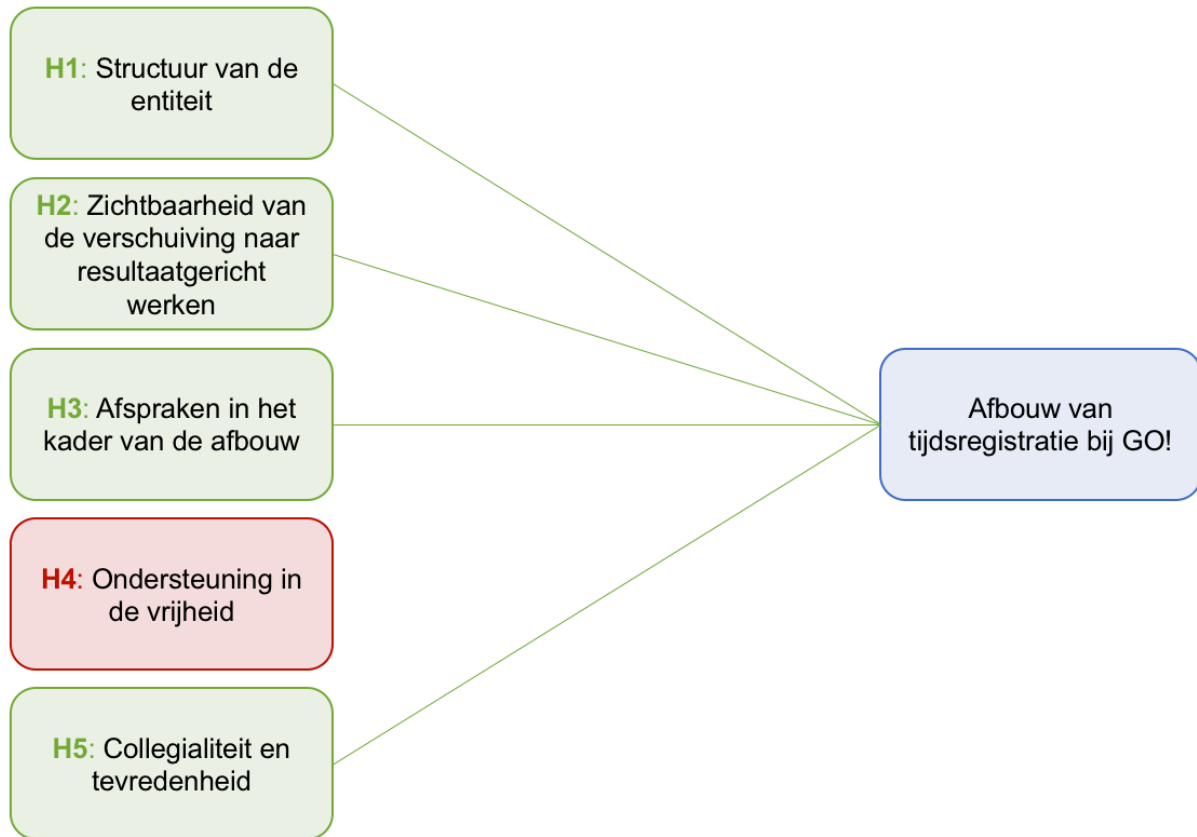 H1: Structuur van de
entiteit
H2: Zichtbaarheid van
de verschuiving naar
resultaatgericht
werken
H3: Afspraken in het
kader van de afbouw
H4: Ondersteuning in
de vrijheid
H5: Collegialiteit en
tevredenheid
Afbouw van
tijdsregistratie bij GO!